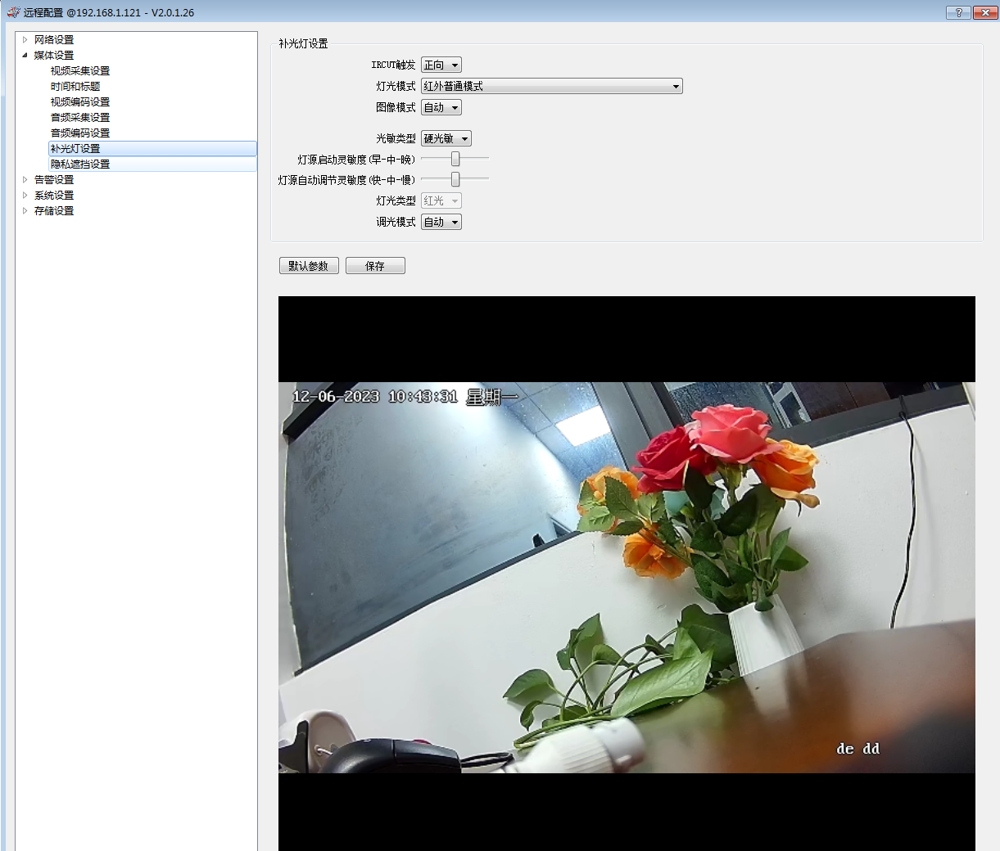 远程配置 @192.168.1.121 - V2.0.1.26
网络设置
媒体设置
视频采集设置
时间和标题
视频编码设置
音频采集设置
音频编码设置
补光灯设置
隐私遮挡设置
告警设置
系统设置
存储设置
补光灯设置
IRCUT触发 正向
灯光模式 红外普通模式
图像模式 自动
光敏类型 硬光敏
灯源启动灵敏度(早-中-晚)
灯源自动调节灵敏度(快-中-慢)
灯光类型 红光
调光模式 自动
默认参数 保存
12-06-2023 10:43:31 星期一
de dd